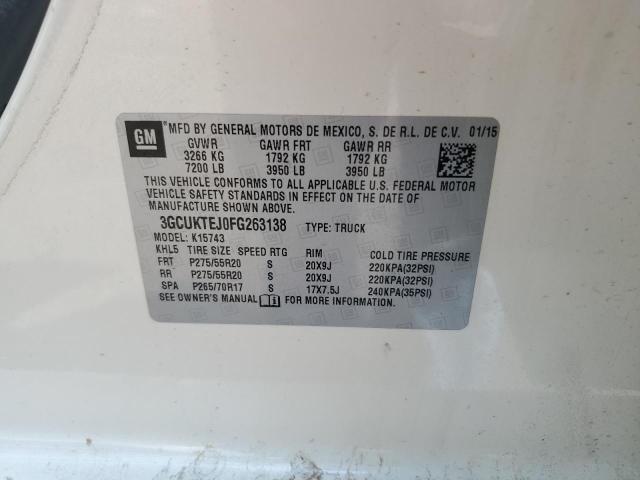 GM ® MFD BY GENERAL MOTORS DE MEXICO, S. DE R.L. DE C.V. 01/15
GVWR GAWR FRT GAWR RR
3266 KG 1792 KG 1792 KG
7200 LB 3950 LB 3950 LB
THIS VEHICLE CONFORMS TO ALL APPLICABLE U.S. FEDERAL MOTOR
VEHICLE SAFETY STANDARDS IN EFFECT ON THE DATE OF
MANUFACTURE SHOWN ABOVE.
3GCUKTEJ0FG263138 TYPE: TRUCK
MODEL: K15743
KHL5 TIRE SIZE SPEED RTG RIM COLD TIRE PRESSURE
FRT P275/55R20 S 20X9J 220KPA(32PSI)
RR P275/55R20 S 20X9J 220KPA(32PSI)
SPA P265/70R17 S 17X7.5J 240KPA(35PSI)
SEE OWNER'S MANUAL FOR MORE INFORMATION.